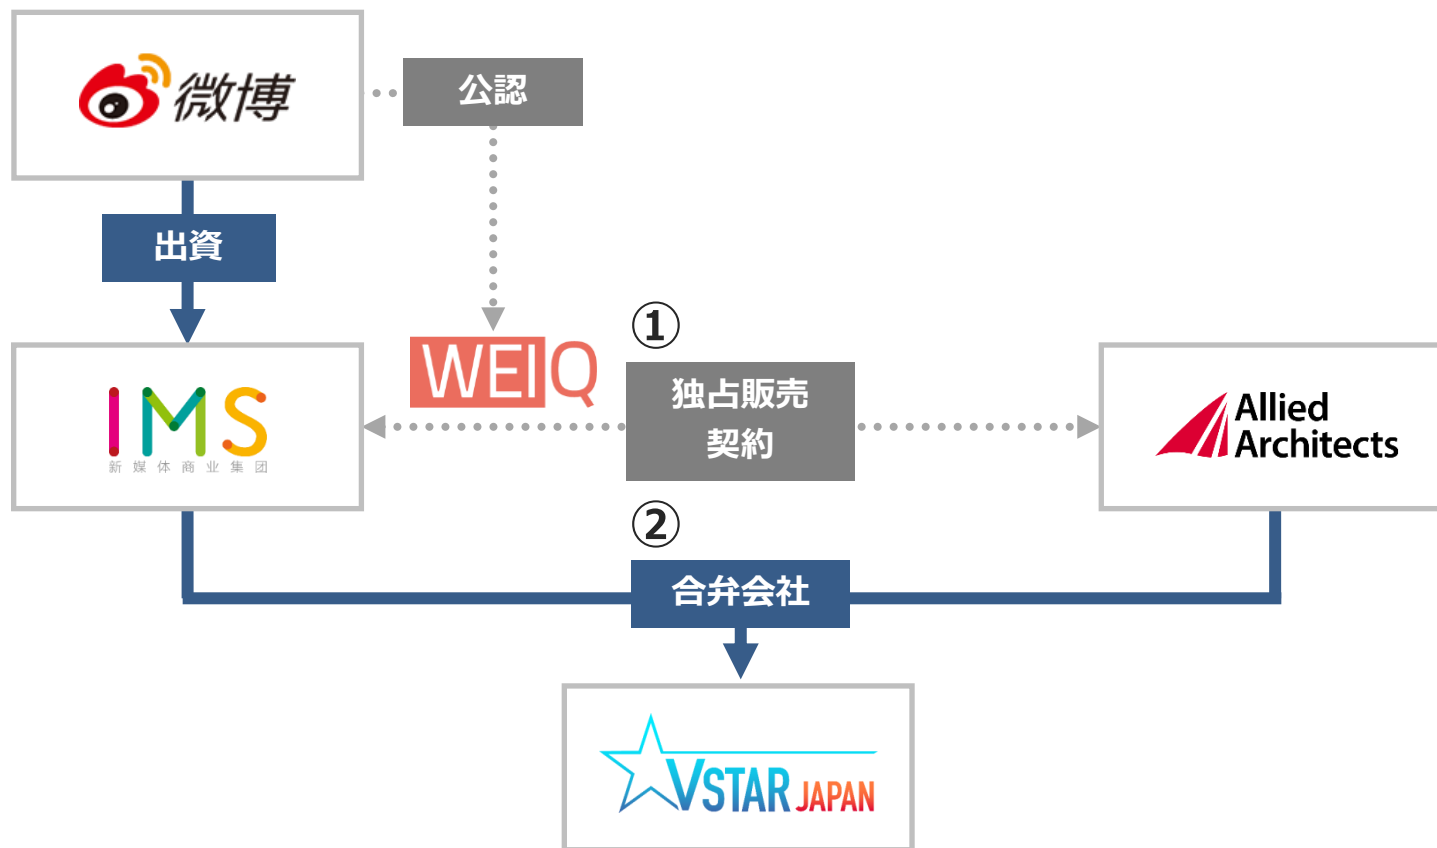 微博
公認
出資
①
WEIQ
独占販売
契約
IMS
新媒体商业集团
Allied
Architects
②
合弁会社
VSTAR JAPAN